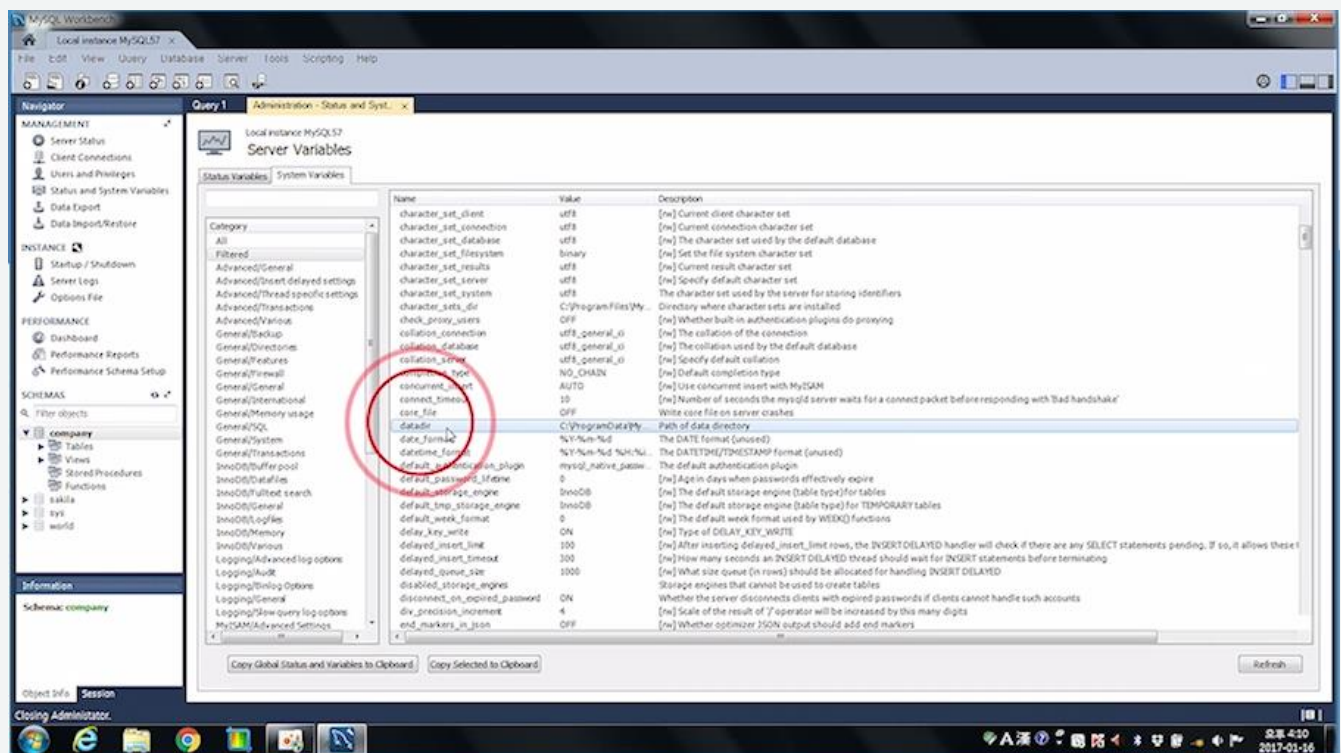 MySQL Workbench
Local instance MySQL57 ×
File Edit View Query Database Server Tools Scripting Help
Navigator
MANAGEMENT
Server Status
Client Connections
Users and Privileges
Status and System Variables
Data Export
Data Import/Restore
INSTANCE
Startup / Shutdown
Server Logs
Options File
PERFORMANCE
Dashboard
Performance Reports
Performance Schema Setup
SCHEMAS
Filter objects
company
Tables
Views
Stored Procedures
Functions
sakila
sys
world
Information
Schema: company
Object Info Session
Query 1 Administration - Status and Syst... ×
Local instance MySQL57
Server Variables
Status Variables System Variables
Category
All
Filtered
Advanced/General
Advanced/Insert delayed settings
Advanced/Thread specific settings
Advanced/Transactions
Advanced/Various
General/Backup
General/Directories
General/Features
General/Firewall
General/General
General/International
General/Memory usage
General/SQL
General/System
General/Transactions
InnoDB/Buffer pool
InnoDB/Datafiles
InnoDB/Fulltext search
InnoDB/General
InnoDB/Logfiles
InnoDB/Memory
InnoDB/Various
Logging/Advanced log options
Logging/Audit
Logging/Binlog Options
Logging/General
Logging/Slow query log options
MyISAM/Advanced Settings
Name Value Description
character_set_client utf8 [rw] Current client character set
character_set_connection utf8 [rw] Current connection character set
character_set_database utf8 [rw] The character set used by the default database
character_set_filesystem binary [rw] Set the file system character set
character_set_results utf8 [rw] Current result character set
character_set_server utf8 [rw] Specify default character set
character_set_system utf8 The character set used by the server for storing identifiers
character_sets_dir C:\Program Files\My... Directory where character sets are installed
check_proxy_users OFF [rw] Whether built-in authentication plugins do proxying
collation_connection utf8_general_ci [rw] The collation of the connection
collation_database utf8_general_ci [rw] The collation used by the default database
collation_server utf8_general_ci [rw] Specify default collation
completion_type NO_CHAIN [rw] Default completion type
concurrent_insert AUTO [rw] Use concurrent insert with MyISAM
connect_timeout 10 [rw] Number of seconds the mysqld server waits for a connect packet before responding with 'Bad handshake'
core_file OFF Write core file on server crashes
datadir C:\ProgramData\My... Path of data directory
date_format %Y-%m-%d The DATE format (unused)
datetime_format %Y-%m-%d %H:%i... The DATETIME/TIMESTAMP format (unused)
default_authentication_plugin mysql_native_passw... The default authentication plugin
default_password_lifetime 0 [rw] Age in days when passwords effectively expire
default_storage_engine InnoDB [rw] The default storage engine (table type) for tables
default_tmp_storage_engine InnoDB [rw] The default storage engine (table type) for TEMPORARY tables
default_week_format 0 [rw] The default week format used by WEEK() functions
delay_key_write ON [rw] Type of DELAY_KEY_WRITE
delayed_insert_limit 100 [rw] After inserting delayed_insert_limit rows, the INSERT DELAYED handler will check if there are any SELECT statements pending. If so, it allows these
delayed_insert_timeout 300 [rw] How many seconds an INSERT DELAYED thread should wait for INSERT statements before terminating
delayed_queue_size 1000 [rw] What size queue (in rows) should be allocated for handling INSERT DELAYED
disabled_storage_engines Storage engines that cannot be used to create tables
disconnect_on_expired_password ON Whether the server disconnects clients with expired passwords if clients cannot handle such accounts
div_precision_increment 4 [rw] Scale of the result of '/' operator will be increased by this many digits
end_markers_in_json OFF [rw] Whether optimizer JSON output should add end markers
Copy Global Status and Variables to Clipboard Copy Selected to Clipboard Refresh
Closing Administator.
A 漢
오후 4:10
2017-01-16